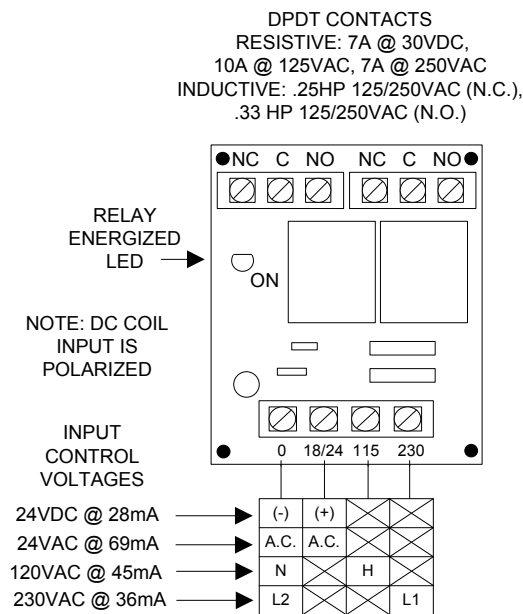 DPDT CONTACTS
RESISTIVE: 7A @ 30VDC,
10A @ 125VAC, 7A @ 250VAC
INDUCTIVE: .25HP 125/250VAC (N.C.),
.33 HP 125/250VAC (N.O.)
NC C NO NC C NO
RELAY
ENERGIZED
LED
ON
NOTE: DC COIL
INPUT IS
POLARIZED
INPUT
CONTROL
VOLTAGES
0 18/24 115 230
24VDC @ 28mA (-) (+)
24VAC @ 69mA A.C. A.C.
120VAC @ 45mA N H
230VAC @ 36mA L2 L1